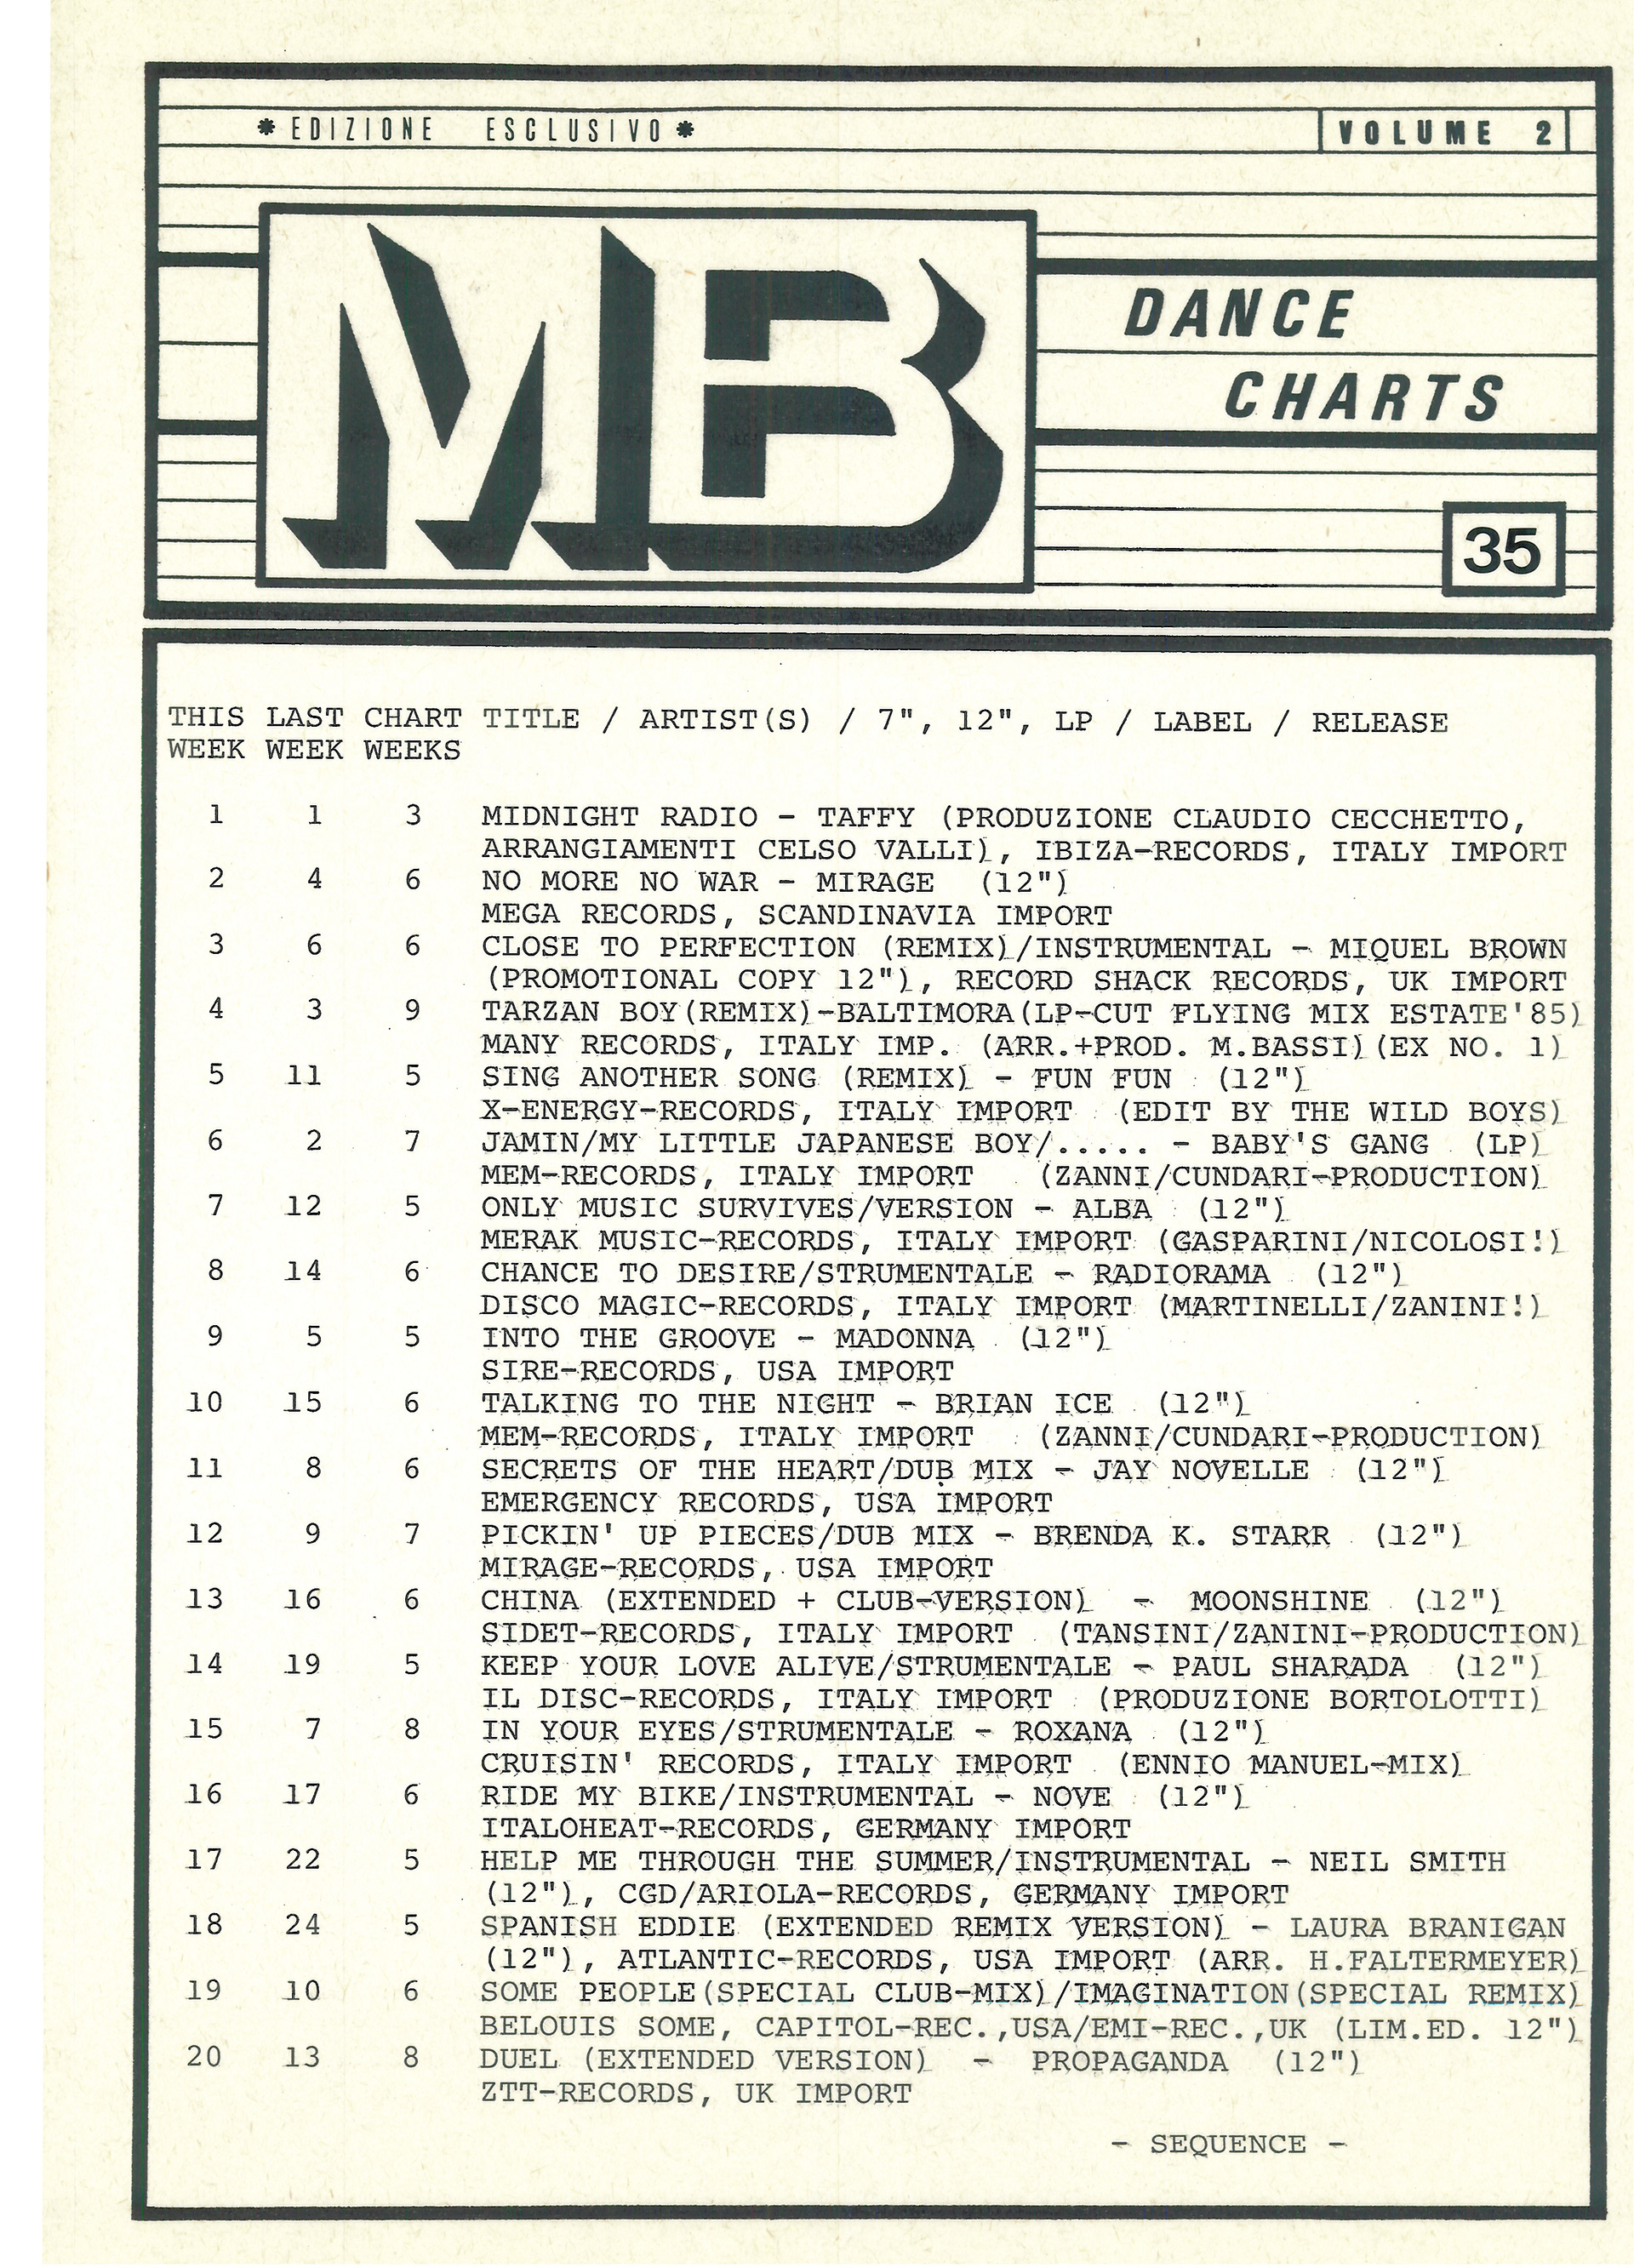 * EDIZIONE ESCLUSIVO *
VOLUME 2
MB
DANCE
CHARTS
35
THIS LAST CHART TITLE / ARTIST(S) / 7", 12", LP / LABEL / RELEASE
WEEK WEEK WEEKS
1 1 3 MIDNIGHT RADIO - TAFFY (PRODUZIONE CLAUDIO CECCHETTO,
ARRANGIAMENTI CELSO VALLI), IBIZA-RECORDS, ITALY IMPORT
2 4 6 NO MORE NO WAR - MIRAGE (12")
MEGA RECORDS, SCANDINAVIA IMPORT
3 6 6 CLOSE TO PERFECTION (REMIX)/INSTRUMENTAL - MIQUEL BROWN
(PROMOTIONAL COPY 12"), RECORD SHACK RECORDS, UK IMPORT
4 3 9 TARZAN BOY(REMIX)-BALTIMORA(LP-CUT FLYING MIX ESTATE'85)
MANY RECORDS, ITALY IMP. (ARR.+PROD. M.BASSI)(EX NO. 1)
5 11 5 SING ANOTHER SONG (REMIX) - FUN FUN (12")
X-ENERGY-RECORDS, ITALY IMPORT (EDIT BY THE WILD BOYS)
6 2 7 JAMIN/MY LITTLE JAPANESE BOY/..... - BABY'S GANG (LP)
MEM-RECORDS, ITALY IMPORT (ZANNI/CUNDARI-PRODUCTION)
7 12 5 ONLY MUSIC SURVIVES/VERSION - ALBA (12")
MERAK MUSIC-RECORDS, ITALY IMPORT (GASPARINI/NICOLOSI!)
8 14 6 CHANCE TO DESIRE/STRUMENTALE - RADIORAMA (12")
DISCO MAGIC-RECORDS, ITALY IMPORT (MARTINELLI/ZANINI!)
9 5 5 INTO THE GROOVE - MADONNA (12")
SIRE-RECORDS, USA IMPORT
10 15 6 TALKING TO THE NIGHT - BRIAN ICE (12")
MEM-RECORDS, ITALY IMPORT (ZANNI/CUNDARI-PRODUCTION)
11 8 6 SECRETS OF THE HEART/DUB MIX - JAY NOVELLE (12")
EMERGENCY RECORDS, USA IMPORT
12 9 7 PICKIN' UP PIECES/DUB MIX - BRENDA K. STARR (12")
MIRAGE-RECORDS, USA IMPORT
13 16 6 CHINA (EXTENDED + CLUB-VERSION) - MOONSHINE (12")
SIDET-RECORDS, ITALY IMPORT (TANSINI/ZANINI-PRODUCTION)
14 19 5 KEEP YOUR LOVE ALIVE/STRUMENTALE - PAUL SHARADA (12")
IL DISC-RECORDS, ITALY IMPORT (PRODUZIONE BORTOLOTTI)
15 7 8 IN YOUR EYES/STRUMENTALE - ROXANA (12")
CRUISIN' RECORDS, ITALY IMPORT (ENNIO MANUEL-MIX)
16 17 6 RIDE MY BIKE/INSTRUMENTAL - NOVE (12")
ITALOHEAT-RECORDS, GERMANY IMPORT
17 22 5 HELP ME THROUGH THE SUMMER/INSTRUMENTAL - NEIL SMITH
(12"), CGD/ARIOLA-RECORDS, GERMANY IMPORT
18 24 5 SPANISH EDDIE (EXTENDED REMIX VERSION) - LAURA BRANIGAN
(12"), ATLANTIC-RECORDS, USA IMPORT (ARR. H.FALTERMEYER)
19 10 6 SOME PEOPLE(SPECIAL CLUB-MIX)/IMAGINATION(SPECIAL REMIX)
BELOUIS SOME, CAPITOL-REC.,USA/EMI-REC.,UK (LIM.ED. 12")
20 13 8 DUEL (EXTENDED VERSION) - PROPAGANDA (12")
ZTT-RECORDS, UK IMPORT
- SEQUENCE -